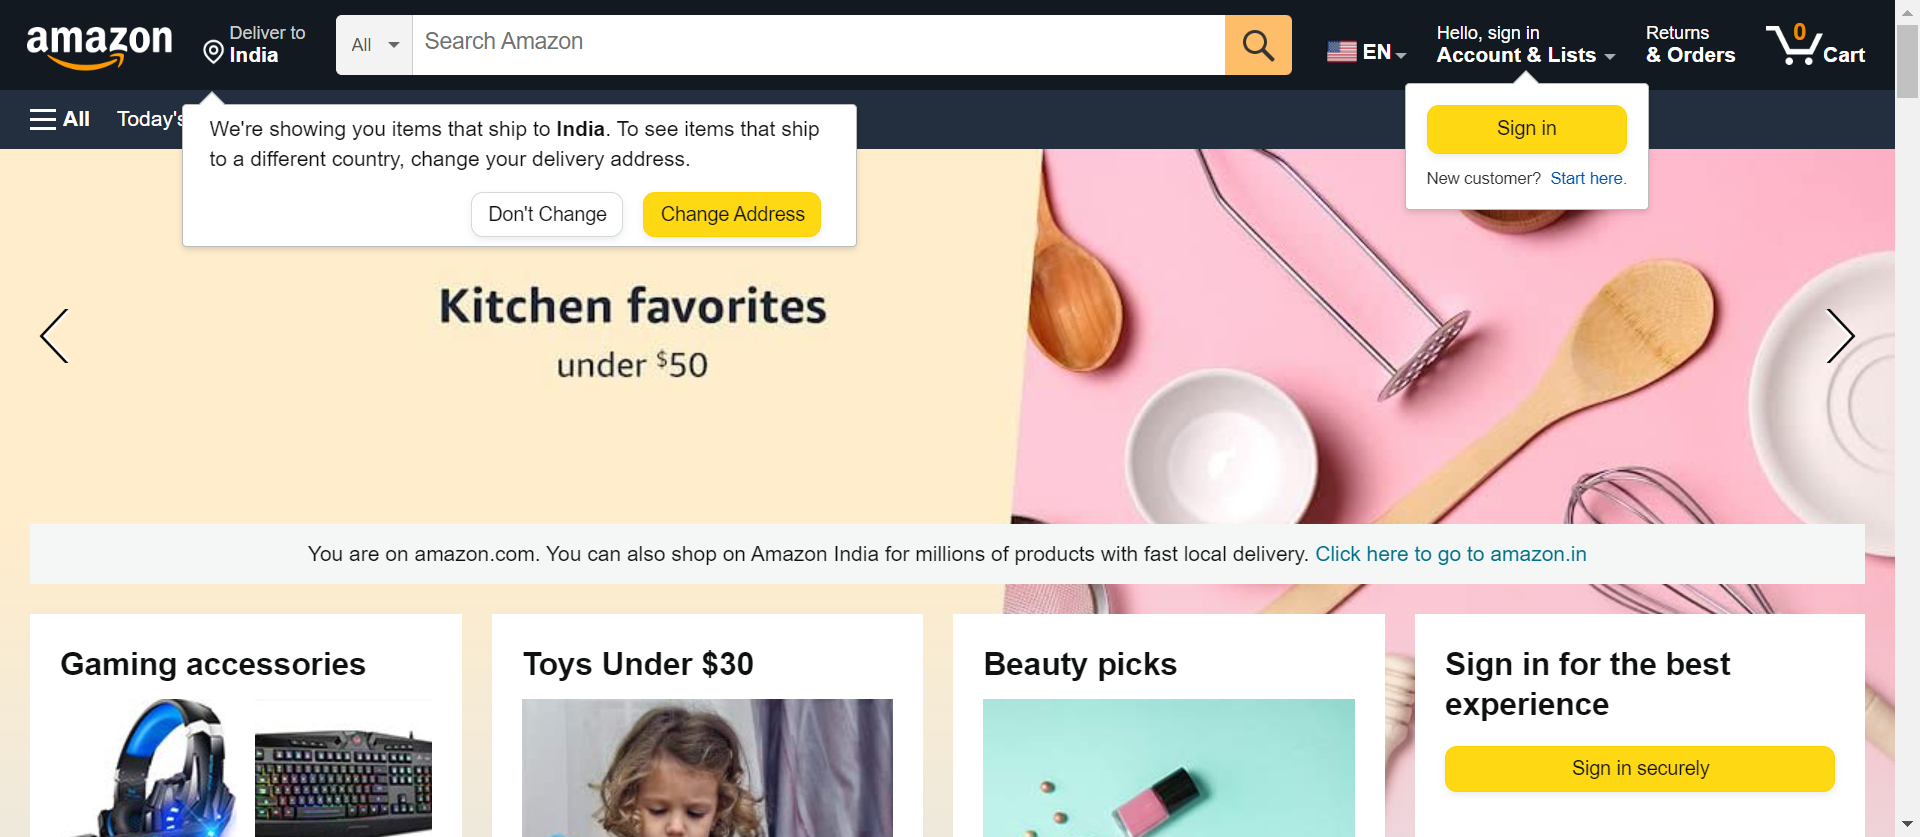 amazon
Deliver to
India
All
Search Amazon
EN
Hello, sign in
Account & Lists
Returns
& Orders
0
Cart
All
Today's
We're showing you items that ship to India. To see items that ship
to a different country, change your delivery address.
Don't Change
Change Address
Sign in
New customer? Start here.
Kitchen favorites
under $50
You are on amazon.com. You can also shop on Amazon India for millions of products with fast local delivery. Click here to go to amazon.in
Gaming accessories
Toys Under $30
Beauty picks
Sign in for the best
experience
Sign in securely